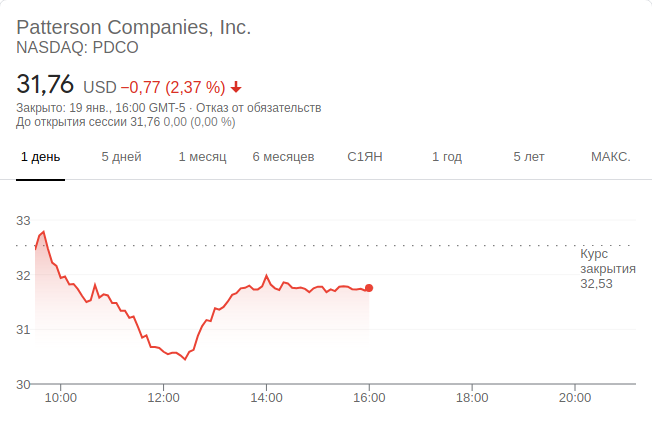 Patterson Companies, Inc.
NASDAQ: PDCO
31,76 USD −0,77 (2,37 %)
Закрыто: 19 янв., 16:00 GMT-5 · Отказ от обязательств
До открытия сессии 31,76 0,00 (0,00 %)
1 день 5 дней 1 месяц 6 месяцев С1ЯН 1 год 5 лет МАКС.
33
Курс
закрытия
32,53
32
31
30
10:00 12:00 14:00 16:00 18:00 20:00